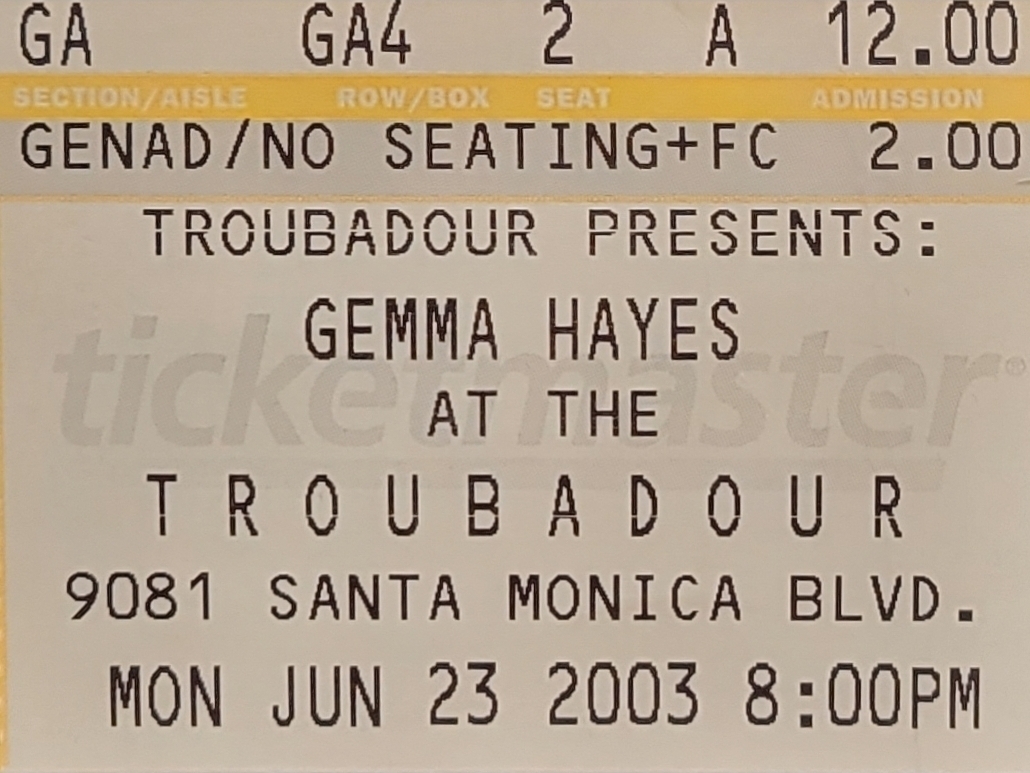 GA GA4 2 A 12.00
SECTION/AISLE ROW/BOX SEAT ADMISSION
GENAD/NO SEATING+FC 2.00
TROUBADOUR PRESENTS:
GEMMA HAYES
ticketmaster®
AT THE
TROUBADOUR
9081 SANTA MONICA BLVD.
MON JUN 23 2003 8:00PM